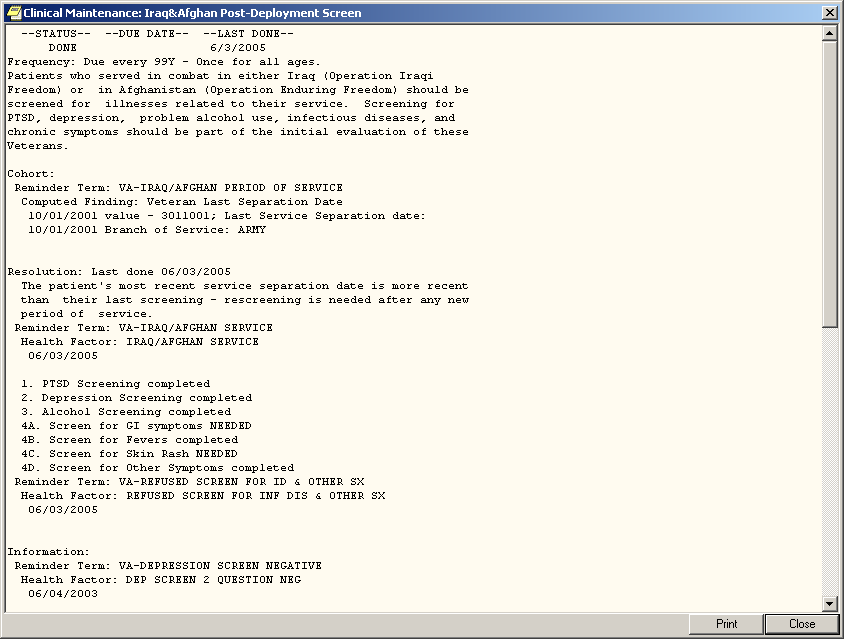 Clinical Maintenance: Iraq&Afghan Post-Deployment Screen
--STATUS-- --DUE DATE-- --LAST DONE--
DONE 6/3/2005
Frequency: Due every 99Y - Once for all ages.
Patients who served in combat in either Iraq (Operation Iraqi
Freedom) or in Afghanistan (Operation Enduring Freedom) should be
screened for illnesses related to their service. Screening for
PTSD, depression, problem alcohol use, infectious diseases, and
chronic symptoms should be part of the initial evaluation of these
Veterans.
Cohort:
Reminder Term: VA-IRAQ/AFGHAN PERIOD OF SERVICE
Computed Finding: Veteran Last Separation Date
10/01/2001 value - 3011001; Last Service Separation date:
10/01/2001 Branch of Service: ARMY
Resolution: Last done 06/03/2005
The patient's most recent service separation date is more recent
than their last screening - rescreening is needed after any new
period of service.
Reminder Term: VA-IRAQ/AFGHAN SERVICE
Health Factor: IRAQ/AFGHAN SERVICE
06/03/2005
1. PTSD Screening completed
2. Depression Screening completed
3. Alcohol Screening completed
4A. Screen for GI symptoms NEEDED
4B. Screen for Fevers completed
4C. Screen for Skin Rash NEEDED
4D. Screen for Other Symptoms completed
Reminder Term: VA-REFUSED SCREEN FOR ID & OTHER SX
Health Factor: REFUSED SCREEN FOR INF DIS & OTHER SX
06/03/2005
Information:
Reminder Term: VA-DEPRESSION SCREEN NEGATIVE
Health Factor: DEP SCREEN 2 QUESTION NEG
06/04/2003
Print Close